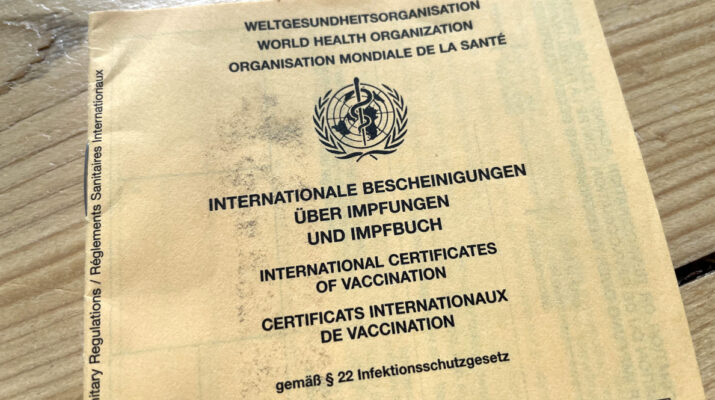 WELTGESUNDHEITSORGANISATION
WORLD HEALTH ORGANIZATION
ORGANISATION MONDIALE DE LA SANTÉ
INTERNATIONALE BESCHEINIGUNGEN
ÜBER IMPFUNGEN
UND IMPFBUCH
INTERNATIONAL CERTIFICATES
OF VACCINATION
CERTIFICATS INTERNATIONAUX
DE VACCINATION
gemäß § 22 Infektionsschutzgesetz
nitary Regulations / Règlements Sanitaires Internationaux